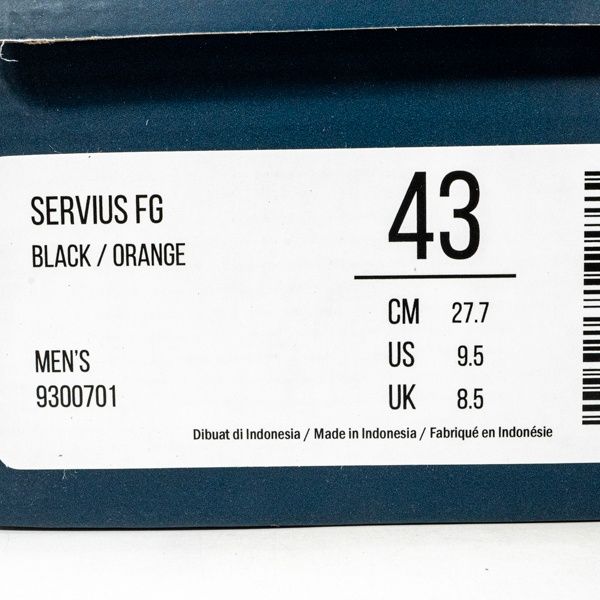 SERVIUS FG
BLACK / ORANGE
MEN'S
9300701
43
CM 27.7
US 9.5
UK 8.5
Dibuat di Indonesia / Made in Indonesia / Fabriqué en Indonésie